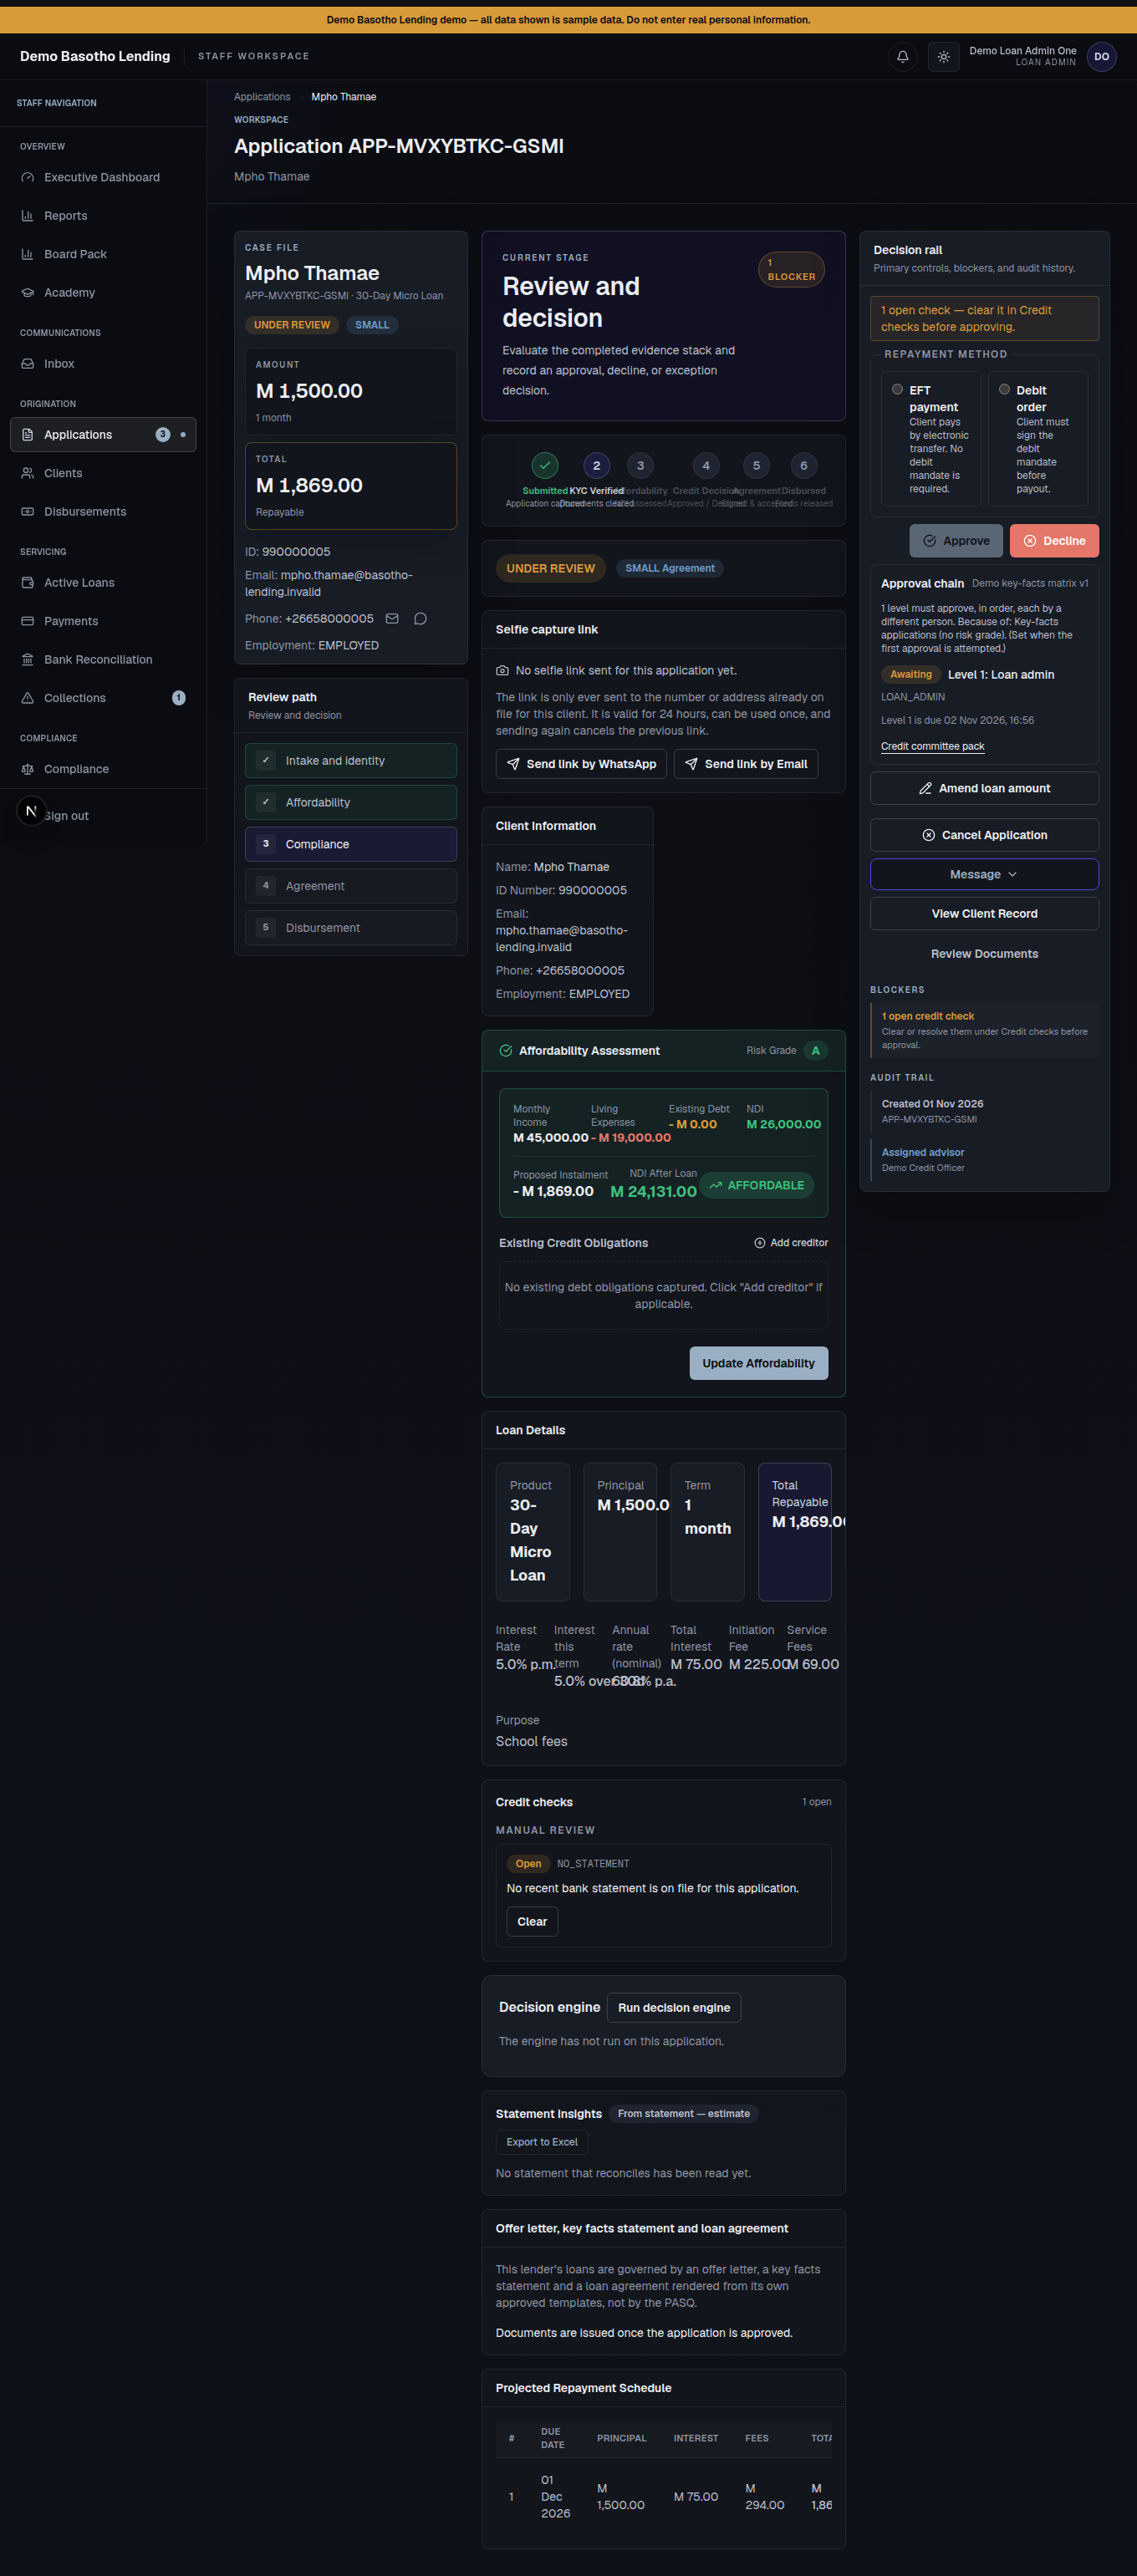 Demo Basotho Lending demo — all data shown is sample data. Do not enter real personal information.
Demo Basotho Lending
STAFF WORKSPACE
Demo Loan Admin One
LOAN ADMIN
DO
STAFF NAVIGATION
OVERVIEW
Executive Dashboard
Reports
Board Pack
Academy
COMMUNICATIONS
Inbox
ORIGINATION
Applications 3
Clients
Disbursements
SERVICING
Active Loans
Payments
Bank Reconciliation
Collections 1
COMPLIANCE
Compliance
N
Sign out
Applications › Mpho Thamae
WORKSPACE
Application APP-MVXYBTKC-GSMI
Mpho Thamae
CASE FILE
Mpho Thamae
APP-MVXYBTKC-GSMI · 30-Day Micro Loan
UNDER REVIEW SMALL
AMOUNT
M 1,500.00
1 month
TOTAL
M 1,869.00
Repayable
ID: 990000005
Email: mpho.thamae@basotho-
lending.invalid
Phone: +26658000005
Employment: EMPLOYED
Review path
Review and decision
✓ Intake and identity
✓ Affordability
3 Compliance
4 Agreement
5 Disbursement
CURRENT STAGE
1
BLOCKER
Review and
decision
Evaluate the completed evidence stack and
record an approval, decline, or exception
decision.
2 3 4 5 6
Submitted KYC Verified Credit Decision Disbursed
UNDER REVIEW SMALL Agreement
Selfie capture link
No selfie link sent for this application yet.
The link is only ever sent to the number or address already on
file for this client. It is valid for 24 hours, can be used once, and
sending again cancels the previous link.
Send link by WhatsApp Send link by Email
Client Information
Name: Mpho Thamae
ID Number: 990000005
Email:
mpho.thamae@basotho-
lending.invalid
Phone: +26658000005
Employment: EMPLOYED
Affordability Assessment Risk Grade A
Monthly
Income
M 45,000.00
Living
Expenses
- M 19,000.00
Existing Debt
- M 0.00
NDI
M 26,000.00
Proposed Instalment
- M 1,869.00
NDI After Loan
M 24,131.00
AFFORDABLE
Existing Credit Obligations Add creditor
No existing debt obligations captured. Click "Add creditor" if
applicable.
Update Affordability
Loan Details
Product
30-
Day
Micro
Loan
Principal
M 1,500.0
Term
1
month
Total
Repayable
M 1,869.00
Interest
Rate
5.0% p.m.
Interest
this
term
5.0% over
Annual
rate
(nominal)
% p.a.
Total
Interest
M 75.00
Initiation
Fee
M 225.00
Service
Fees
M 69.00
Purpose
School fees
Credit checks 1 open
MANUAL REVIEW
Open NO_STATEMENT
No recent bank statement is on file for this application.
Clear
Decision engine Run decision engine
The engine has not run on this application.
Statement Insights From statement — estimate
Export to Excel
No statement that reconciles has been read yet.
Offer letter, key facts statement and loan agreement
This lender's loans are governed by an offer letter, a key facts
statement and a loan agreement rendered from its own
approved templates, not by the PASQ.
Documents are issued once the application is approved.
Projected Repayment Schedule
# DUE DATE PRINCIPAL INTEREST FEES TOTA
1 01 Dec 2026 M 1,500.00 M 75.00 M 294.00 M 1,86
Decision rail
Primary controls, blockers, and audit history.
1 open check — clear it in Credit
checks before approving.
REPAYMENT METHOD
EFT
payment
Client pays
by electronic
transfer. No
debit
mandate is
required.
Debit
order
Client must
sign the
debit
mandate
before
payout.
Approve Decline
Approval chain Demo key-facts matrix v1
1 level must approve, in order, each by a
different person. Because of: Key-facts
applications (no risk grade). (Set when the
first approval is attempted.)
Awaiting Level 1: Loan admin
LOAN_ADMIN
Level 1 is due 02 Nov 2026, 16:56
Credit committee pack
Amend loan amount
Cancel Application
Message
View Client Record
Review Documents
BLOCKERS
1 open credit check
Clear or resolve them under Credit checks before
approval.
AUDIT TRAIL
Created 01 Nov 2026
APP-MVXYBTKC-GSMI
Assigned advisor
Demo Credit Officer